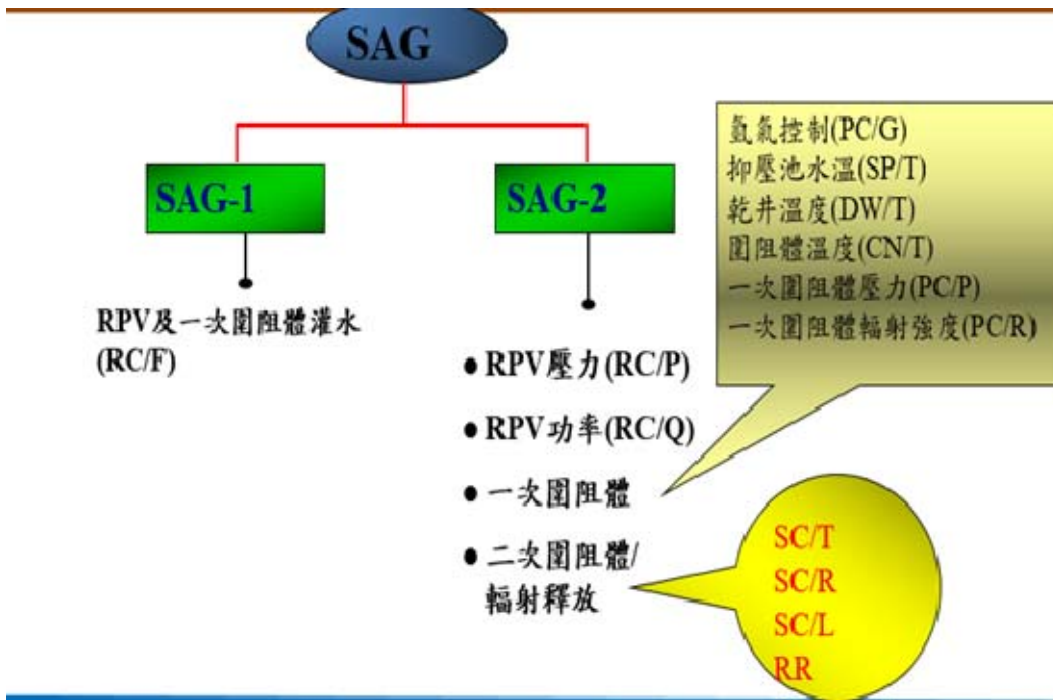 SAG
SAG-1
SAG-2
RPV及一次圍阻體灌水
(RC/F)
RPV壓力(RC/P)
RPV功率(RC/Q)
一次圍阻體
二次圍阻體/
輻射釋放
氫氣控制(PC/G)
抑壓池水溫(SP/T)
乾井溫度(DW/T)
圍阻體溫度(CN/T)
一次圍阻體壓力(PC/P)
一次圍阻體輻射強度(PC/R)
SC/T
SC/R
SC/L
RR